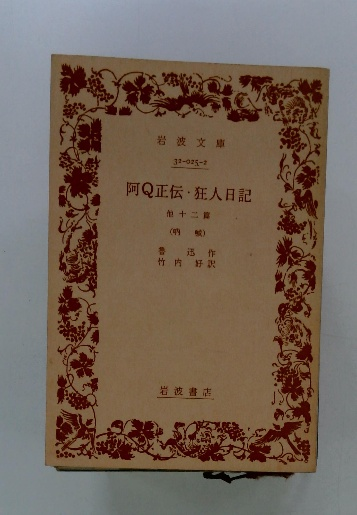 岩波文庫
32-025-2
阿Q正伝・狂人日記
他十二篇
(吶喊)
魯迅作
竹内好訳
岩波書店